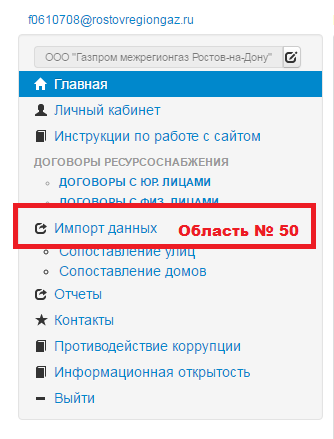 f0610708@rostovregiongaz.ru
ООО "Газпром межрегионгаз Ростов-на-Дону"
Главная
Личный кабинет
Инструкции по работе с сайтом
ДОГОВОРЫ РЕСУРСОСНАБЖЕНИЯ
ДОГОВОРЫ С ЮР. ЛИЦАМИ
ДОГОВОРЫ С ФИЗ. ЛИЦАМИ
Импорт данных Область № 50
Сопоставление улиц
Сопоставление домов
Отчеты
Контакты
Противодействие коррупции
Информационная открытость
Выйти